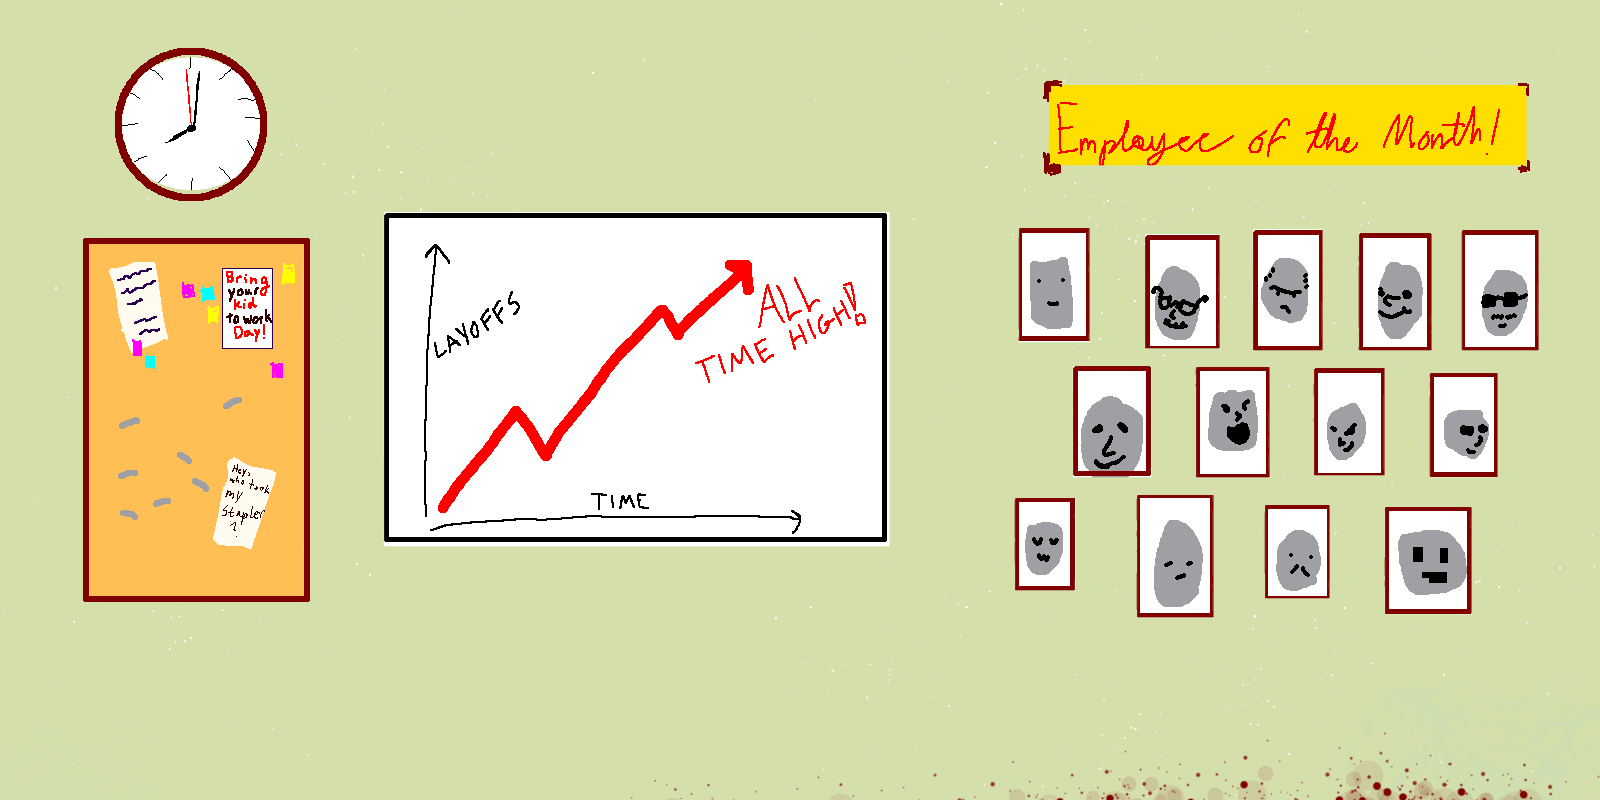 Employee of the Month!
Bring
your
kid
to work
Day!
LAYOFFS
ALL
TIME HIGH!
Hey,
who took
my
Stapler
?
TIME